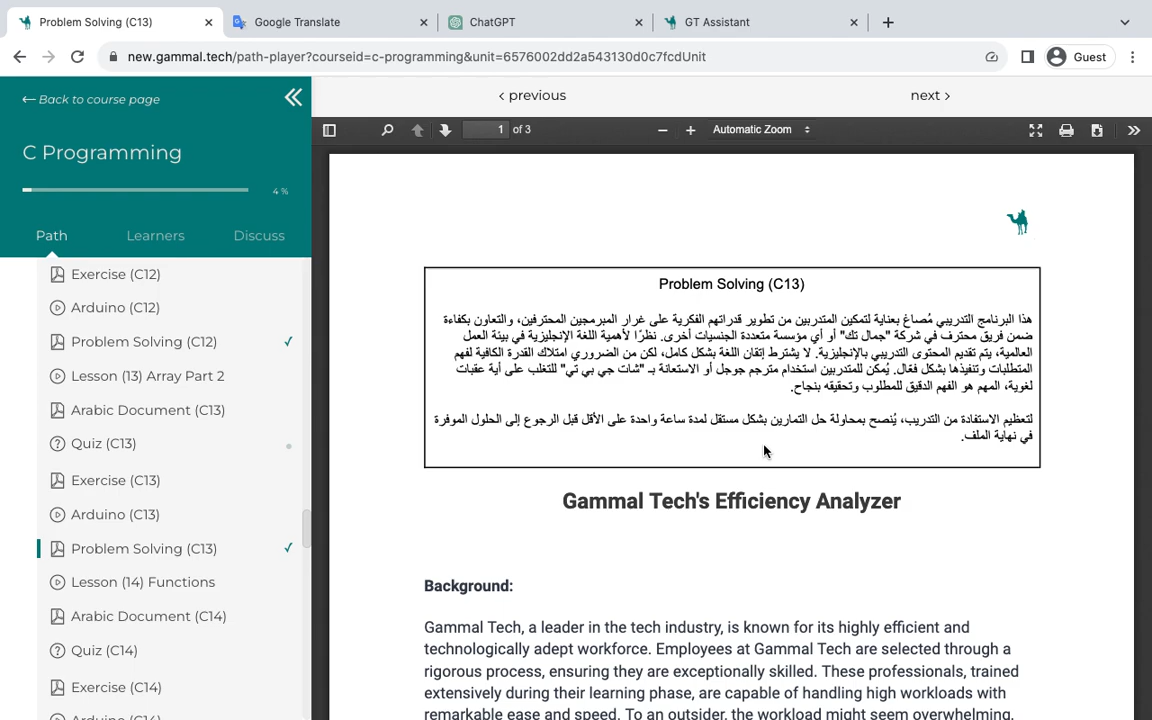 Problem Solving (C13)
Google Translate
ChatGPT
GT Assistant
new.gammal.tech/path-player?courseid=c-programming&unit=6576002dd2a543130d0c7fcdUnit
Guest
Back to course page
C Programming
4 %
Path
Learners
Discuss
Exercise (C12)
Arduino (C12)
Problem Solving (C12)
Lesson (13) Array Part 2
Arabic Document (C13)
Quiz (C13)
Exercise (C13)
Arduino (C13)
Problem Solving (C13)
Lesson (14) Functions
Arabic Document (C14)
Quiz (C14)
Exercise (C14)
Arduino (C14)
‹ previous
next ›
1 of 3
Automatic Zoom
Problem Solving (C13)
هذا البرنامج التدريبي مُصاغ بعناية لتمكين المتدربين من تطوير قدراتهم الفكرية على غرار المبرمجين المحترفين، والتعاون بكفاءة
ضمن فريق محترف في شركة "جمال تك" أو أي مؤسسة متعددة الجنسيات أخرى. نظرًا لأهمية اللغة الإنجليزية في بيئة العمل
العالمية، يتم تقديم المحتوى التدريبي بالإنجليزية. لا يشترط إتقان اللغة بشكل كامل، لكن من الضروري امتلاك القدرة الكافية لفهم
المتطلبات وتنفيذها بشكل فعّال. يُمكن للمتدربين استخدام مترجم جوجل أو الاستعانة بـ "شات جي بي تي" للتغلب على أية عقبات
لغوية، المهم هو الفهم الدقيق للمطلوب وتحقيقه بنجاح.
لتعظيم الاستفادة من التدريب، يُنصح بمحاولة حل التمارين بشكل مستقل لمدة ساعة واحدة على الأقل قبل الرجوع إلى الحلول الموفرة
في نهاية الملف.
Gammal Tech's Efficiency Analyzer
Background:
Gammal Tech, a leader in the tech industry, is known for its highly efficient and
technologically adept workforce. Employees at Gammal Tech are selected through a
rigorous process, ensuring they are exceptionally skilled. These professionals, trained
extensively during their learning phase, are capable of handling high workloads with
remarkable ease and speed. To an outsider, the workload might seem overwhelming,